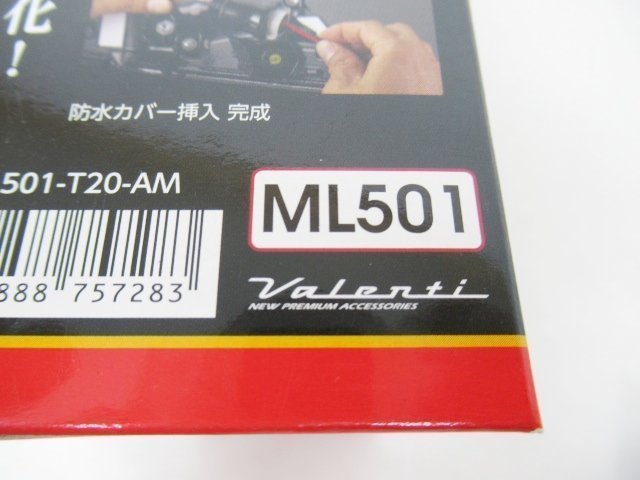 化！
防水カバー挿入 完成
501-T20-AM
ML501
888 757283
Valenti
NEW PREMIUM ACCESSORIES